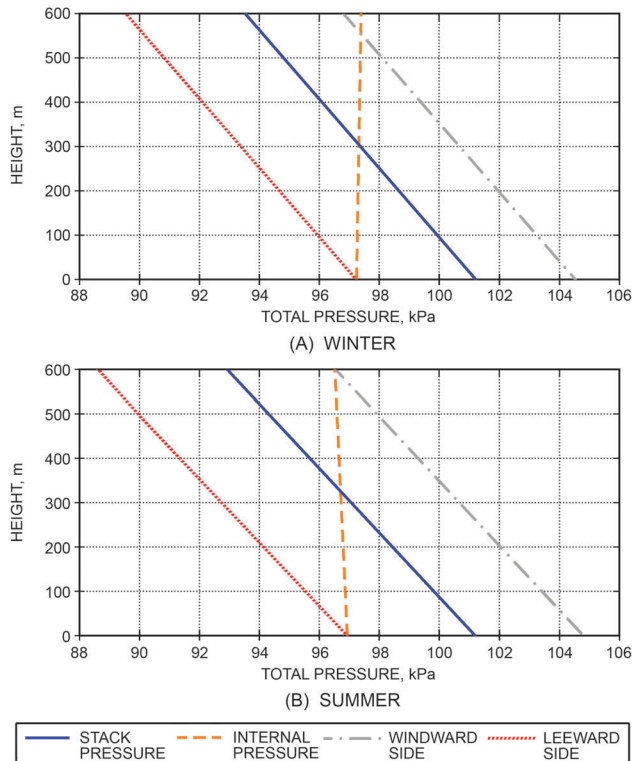 600
500
400
300
200
100
0
HEIGHT, m
88 90 92 94 96 98 100 102 104 106
TOTAL PRESSURE, kPa
(A) WINTER
600
500
400
300
200
100
0
HEIGHT, m
88 90 92 94 96 98 100 102 104 106
TOTAL PRESSURE, kPa
(B) SUMMER
STACK PRESSURE
INTERNAL PRESSURE
WINDWARD SIDE
LEEWARD SIDE